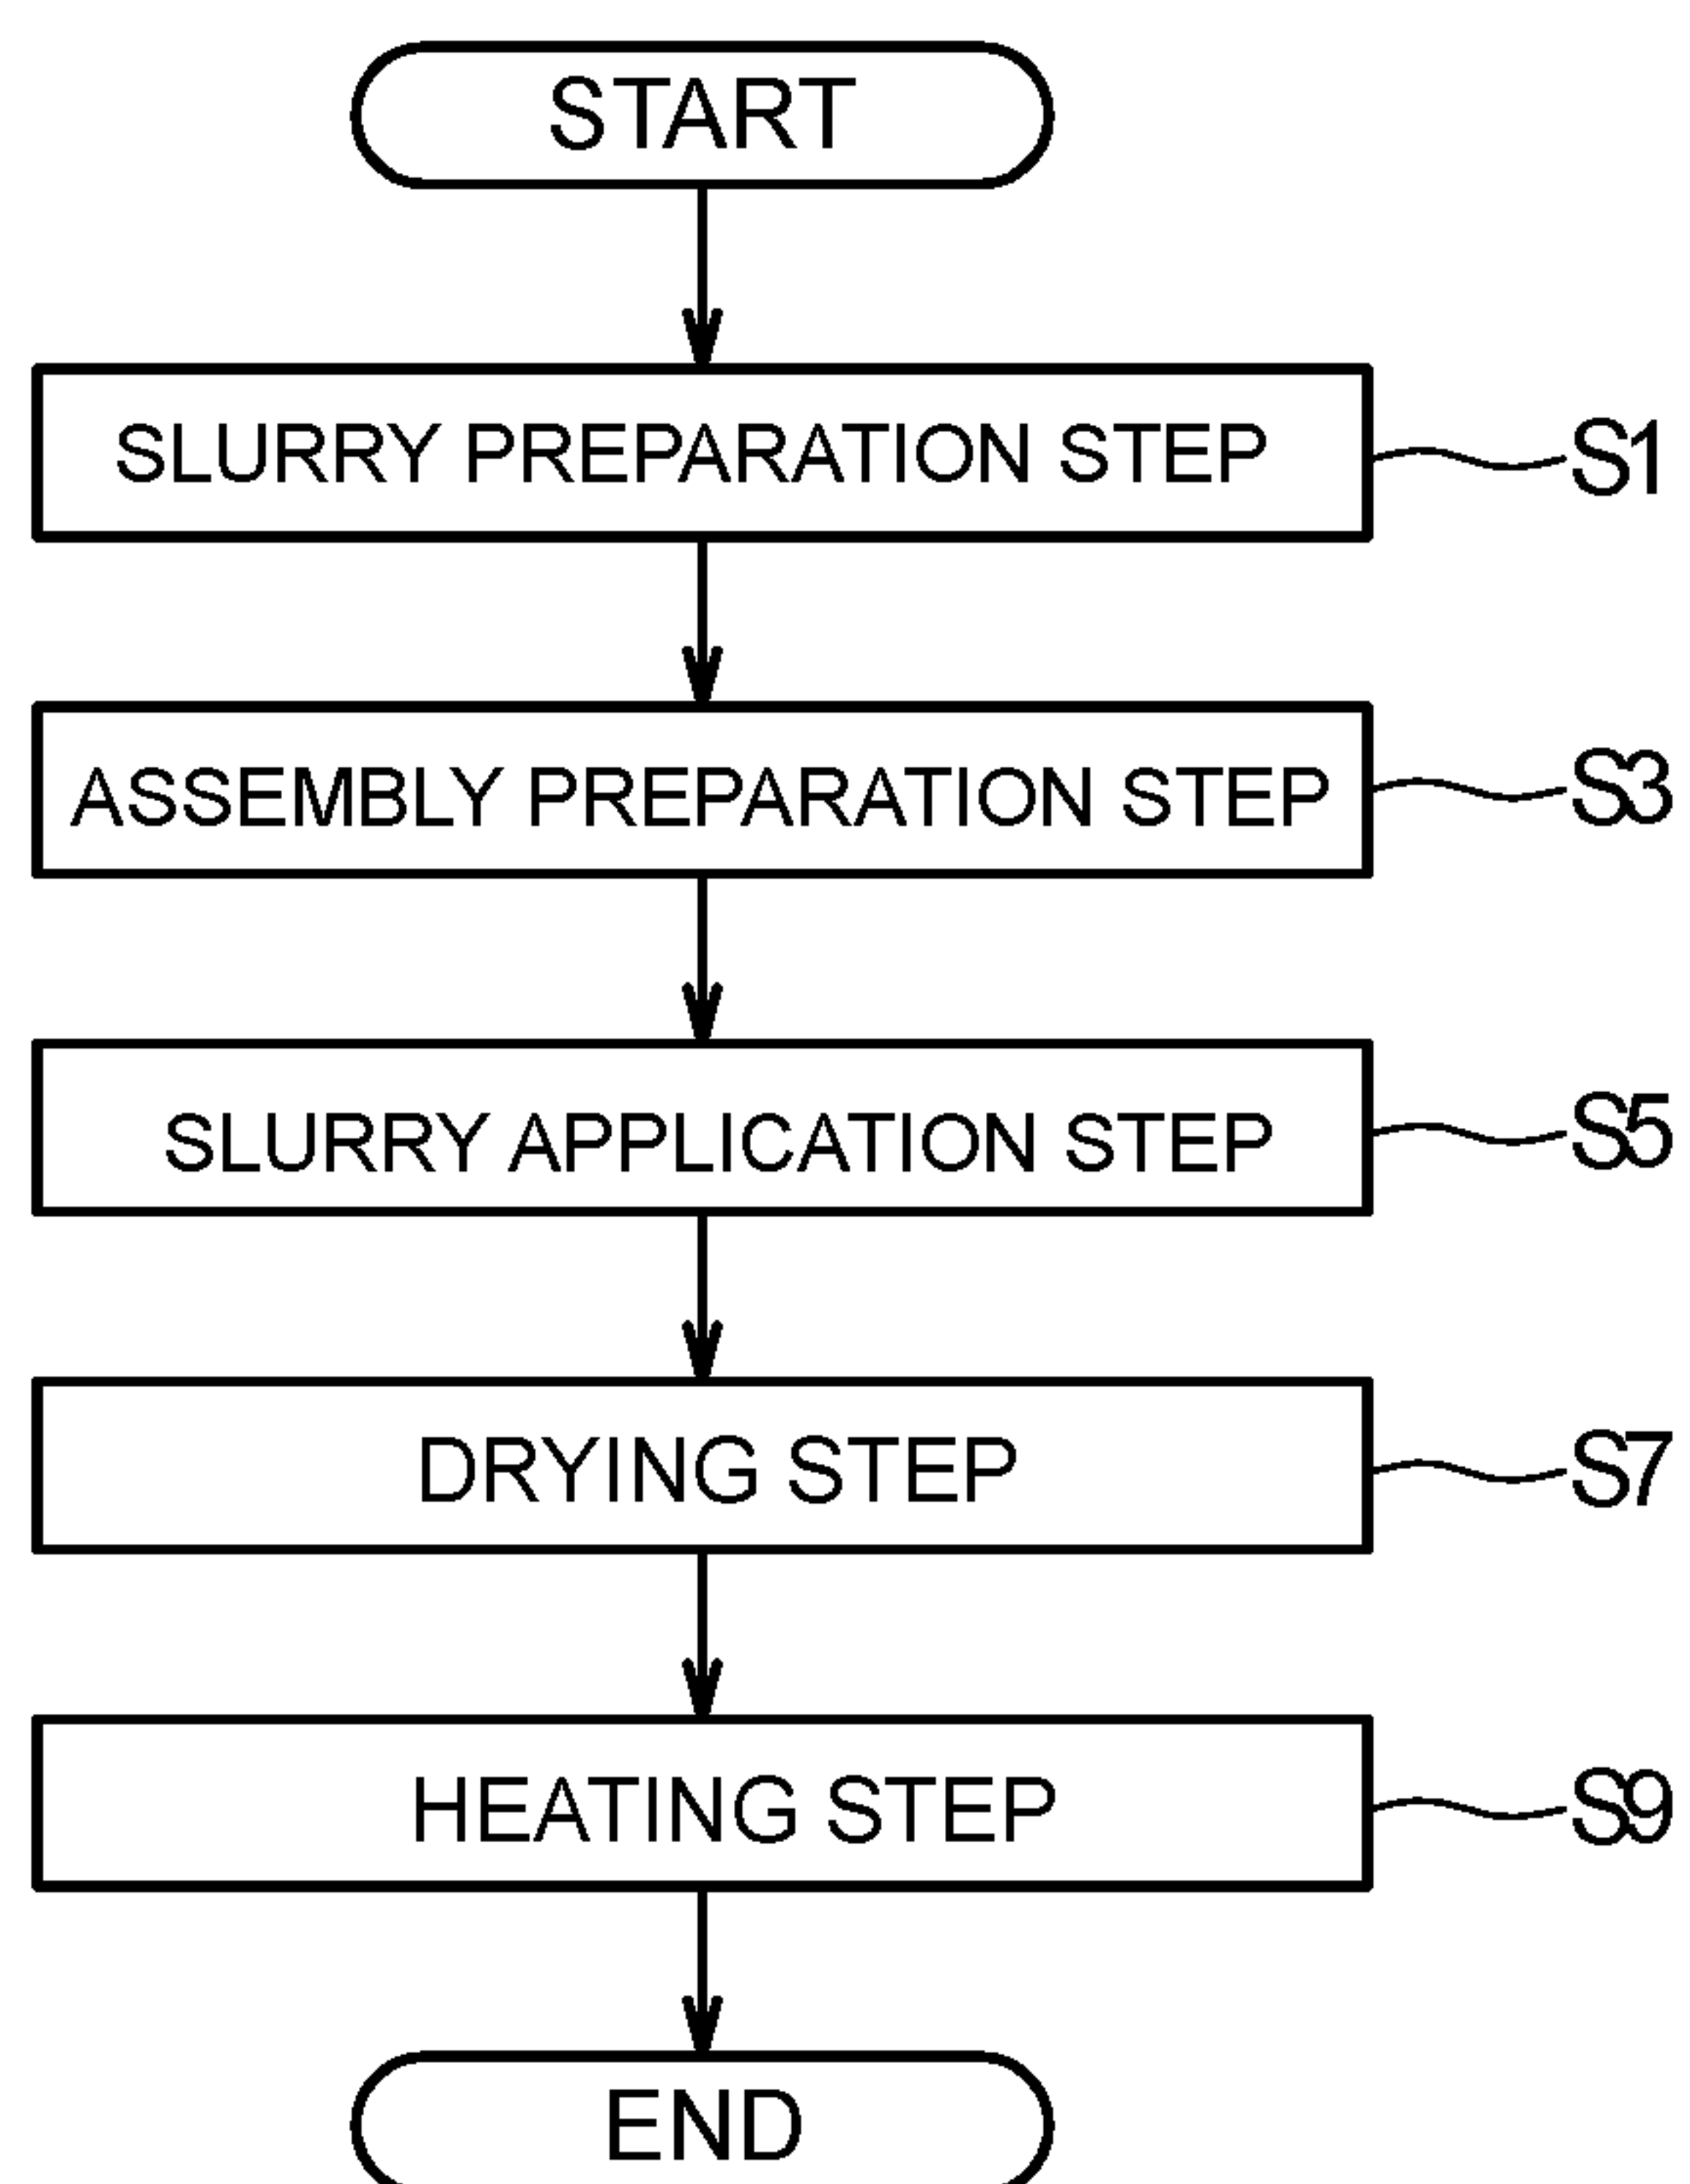 START
SLURRY PREPARATION STEP
S1
ASSEMBLY PREPARATION STEP
S3
SLURRY APPLICATION STEP
S5
DRYING STEP
S7
HEATING STEP
S9
END